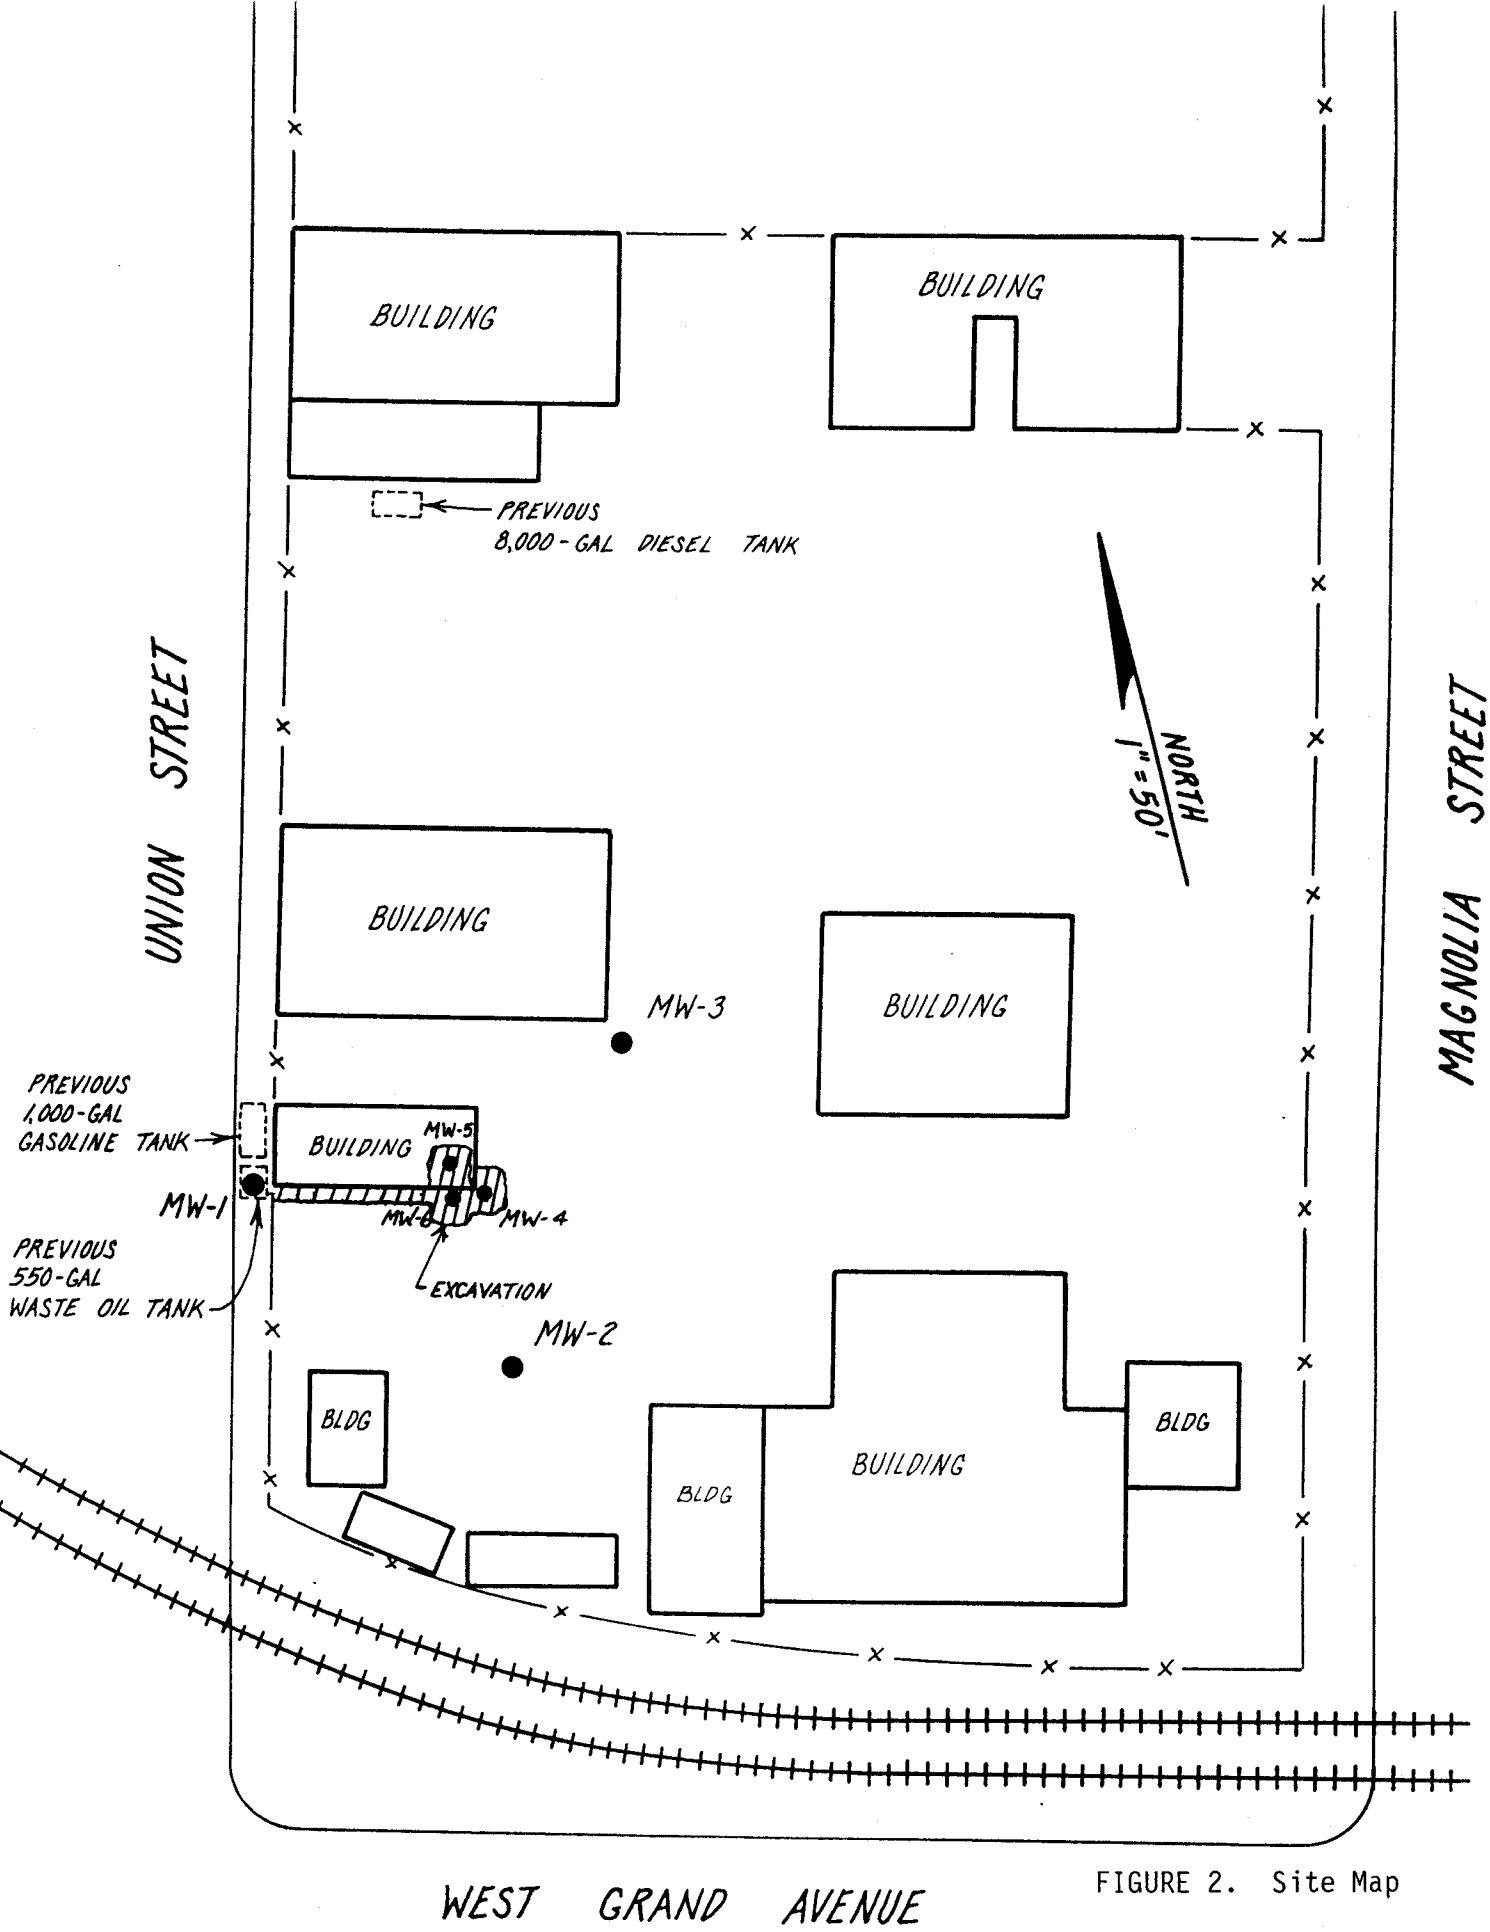 BUILDING
BUILDING
PREVIOUS
8,000-GAL DIESEL TANK
UNION STREET
NORTH
1" = 50'
MAGNOLIA STREET
BUILDING
MW-3
BUILDING
PREVIOUS
1,000-GAL
GASOLINE TANK
BUILDING
MW-5
MW-1
MW-6
MW-4
PREVIOUS
550-GAL
WASTE OIL TANK
EXCAVATION
MW-2
BLDG
BLDG
BUILDING
BLDG
FIGURE 2. Site Map
WEST GRAND AVENUE